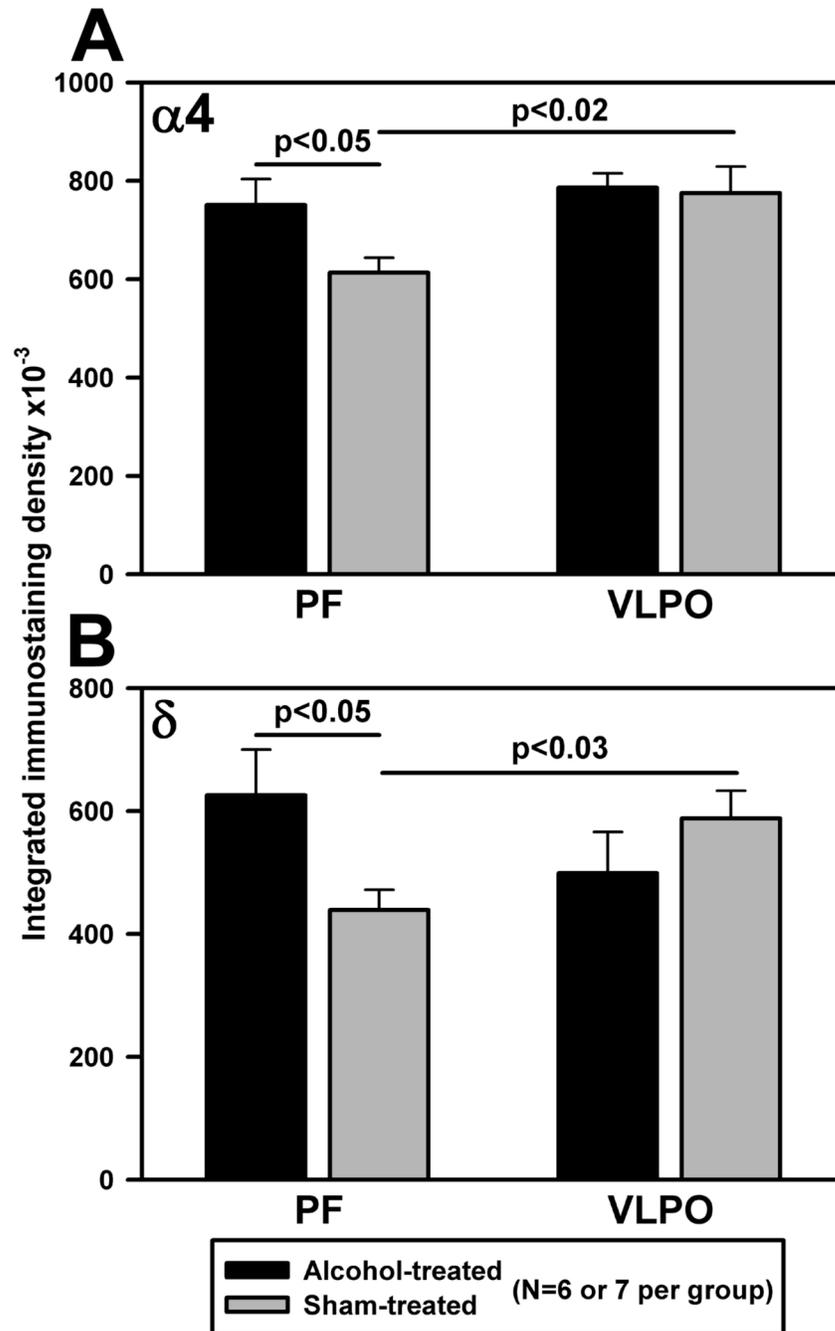 A
α4
1000
800
600
400
200
0
p<0.05
p<0.02
PF VLPO
Integrated immunostaining density x10⁻³
B
δ
800
600
400
200
0
p<0.05
p<0.03
PF VLPO
Alcohol-treated
Sham-treated
(N=6 or 7 per group)